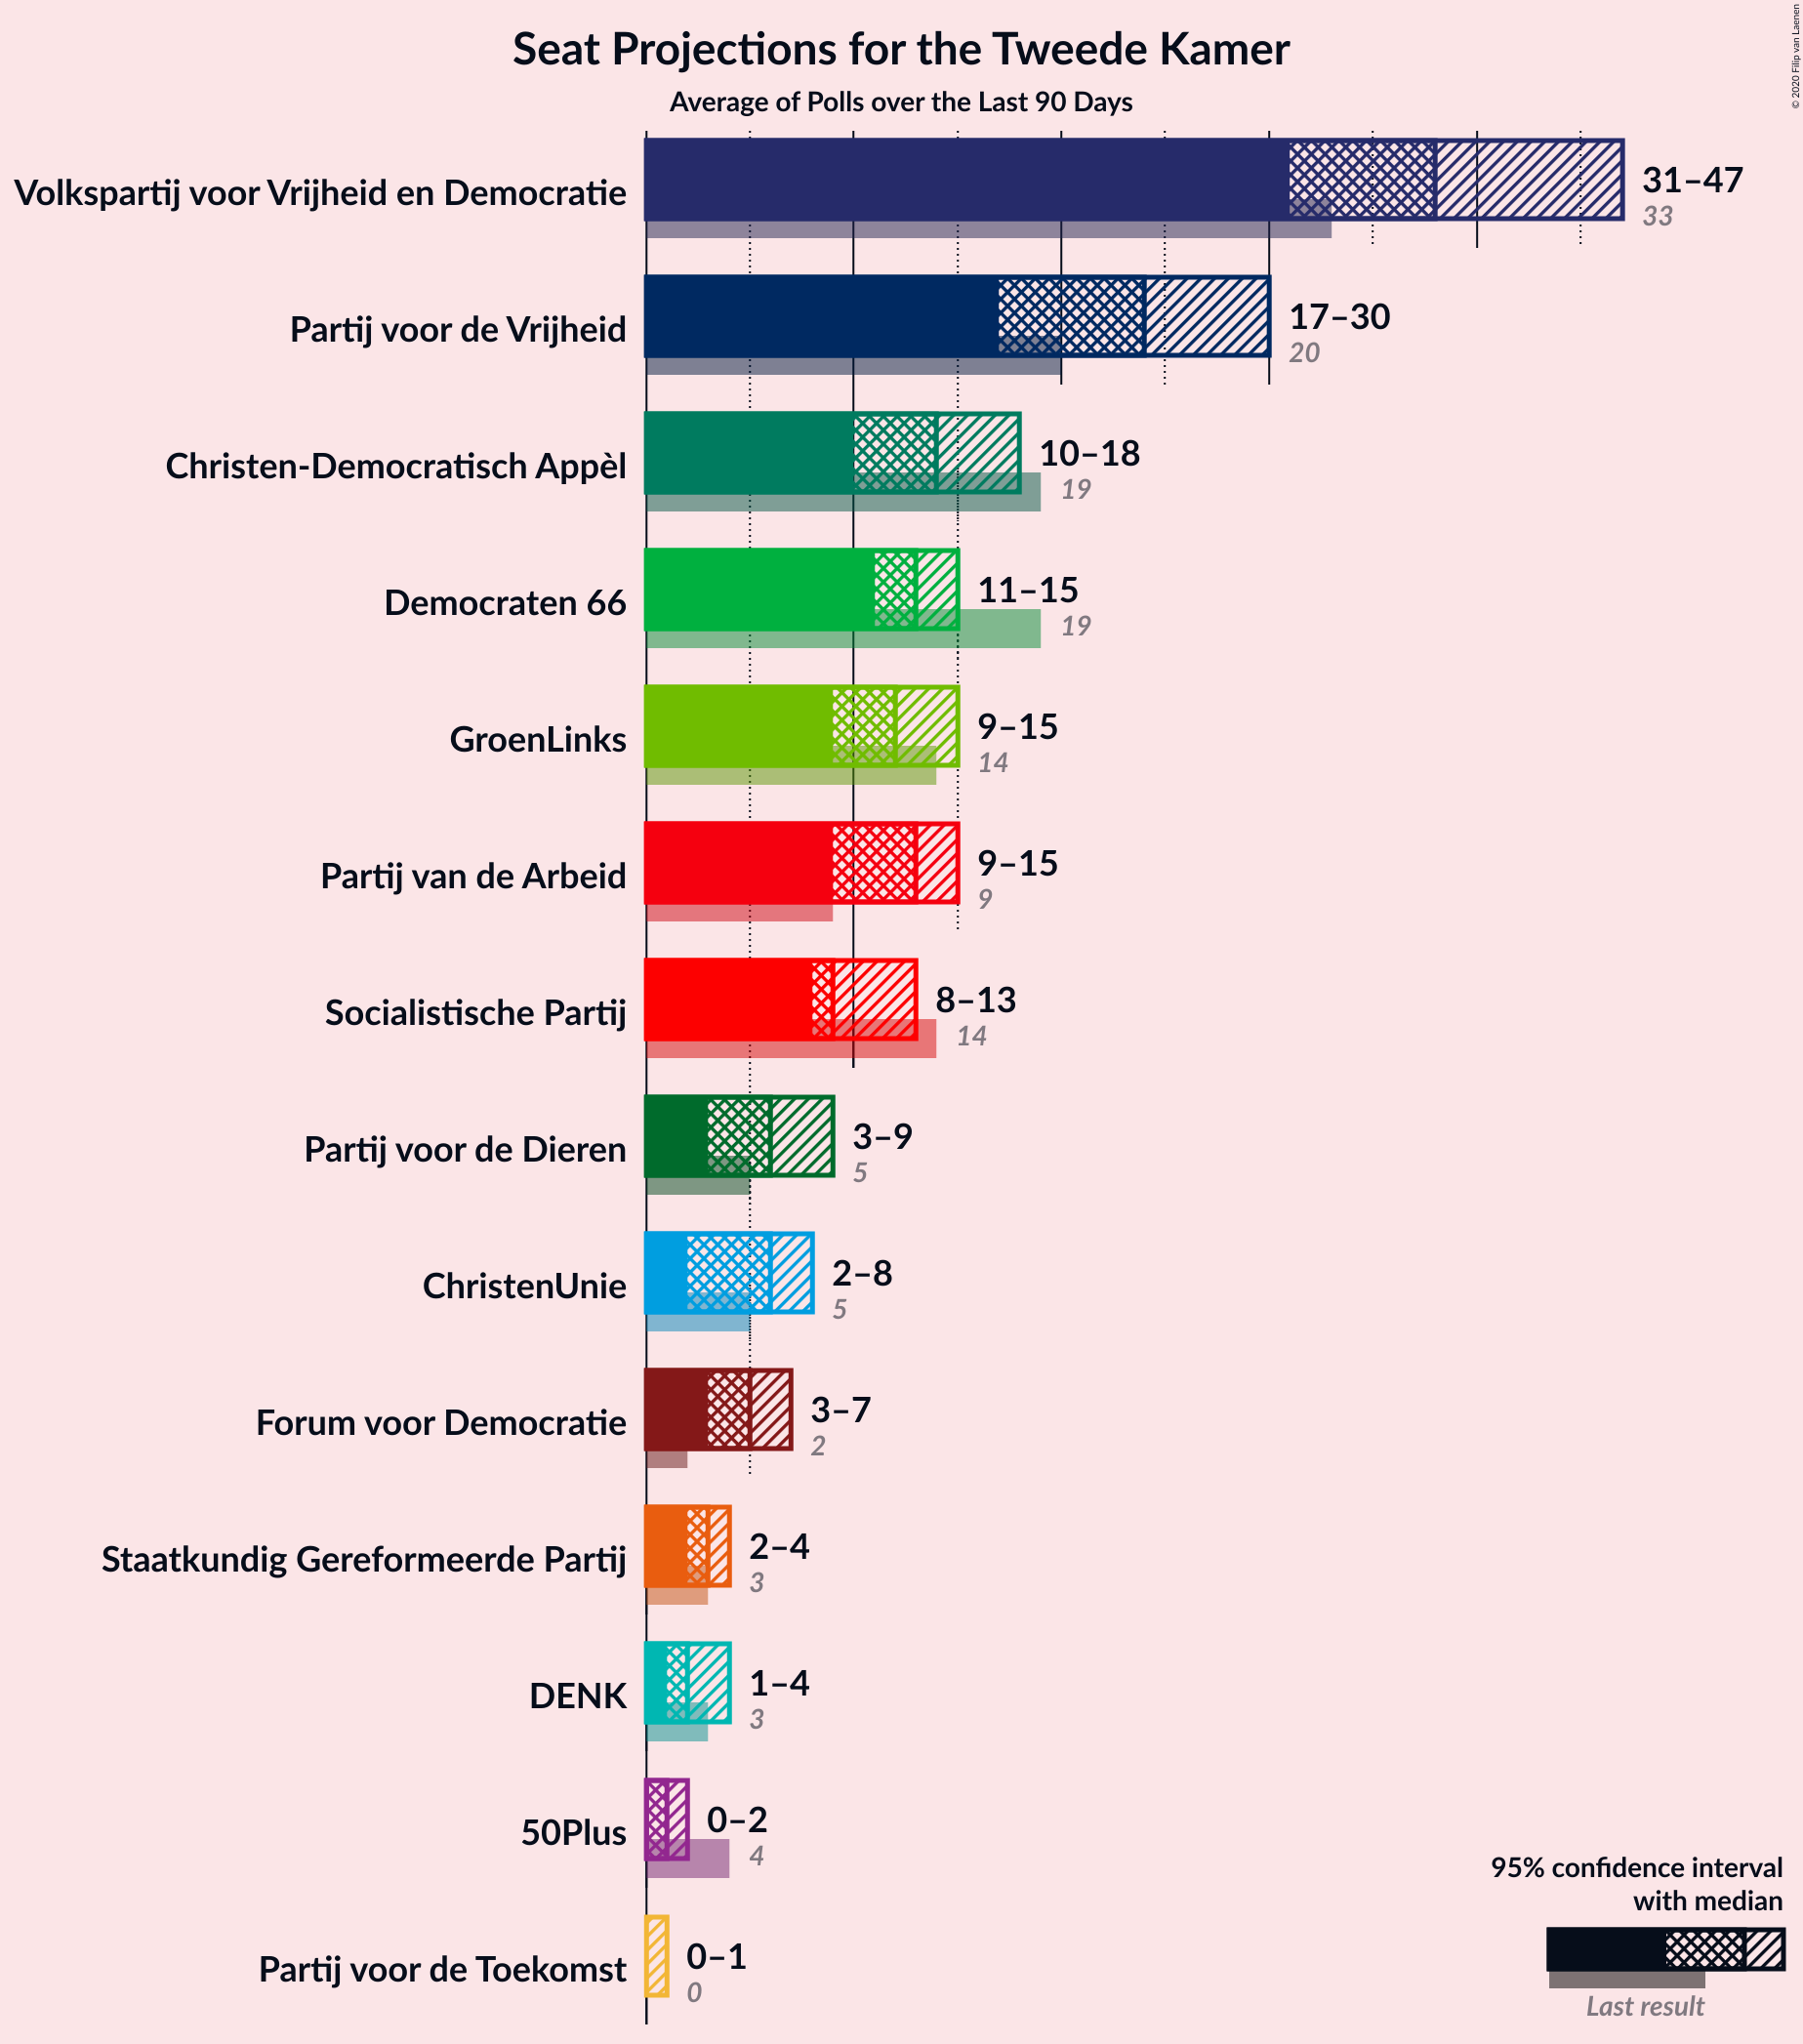 © 2020 Filip van Laenen
Seat Projections for the Tweede Kamer
Average of Polls over the Last 90 Days
Volkspartij voor Vrijheid en Democratie
31–47
33
Partij voor de Vrijheid
17–30
20
Christen-Democratisch Appèl
10–18
19
Democraten 66
11–15
19
GroenLinks
9–15
14
Partij van de Arbeid
9–15
9
Socialistische Partij
8–13
14
Partij voor de Dieren
3–9
5
ChristenUnie
2–8
5
Forum voor Democratie
3–7
2
Staatkundig Gereformeerde Partij
2–4
3
DENK
1–4
3
50Plus
0–2
4
Partij voor de Toekomst
0–1
0
95% confidence interval
with median
Last result